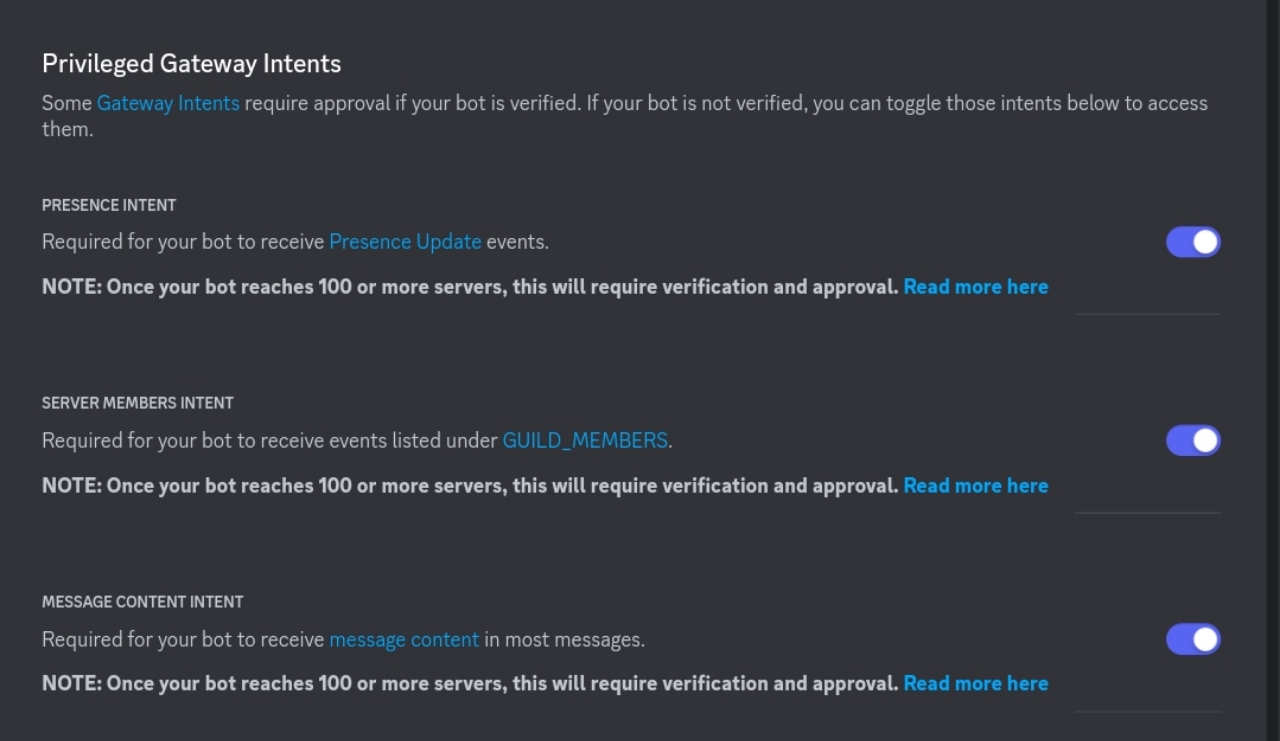 Privileged Gateway Intents
Some Gateway Intents require approval if your bot is verified. If your bot is not verified, you can toggle those intents below to access
them.
PRESENCE INTENT
Required for your bot to receive Presence Update events.
NOTE: Once your bot reaches 100 or more servers, this will require verification and approval. Read more here
SERVER MEMBERS INTENT
Required for your bot to receive events listed under GUILD_MEMBERS.
NOTE: Once your bot reaches 100 or more servers, this will require verification and approval. Read more here
MESSAGE CONTENT INTENT
Required for your bot to receive message content in most messages.
NOTE: Once your bot reaches 100 or more servers, this will require verification and approval. Read more here